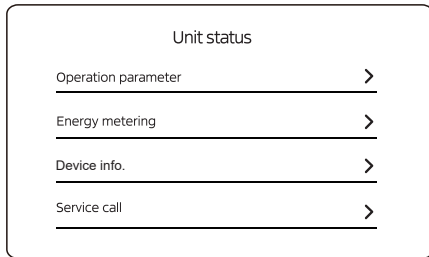 Unit status
Operation parameter
Energy metering
Device info.
Service call